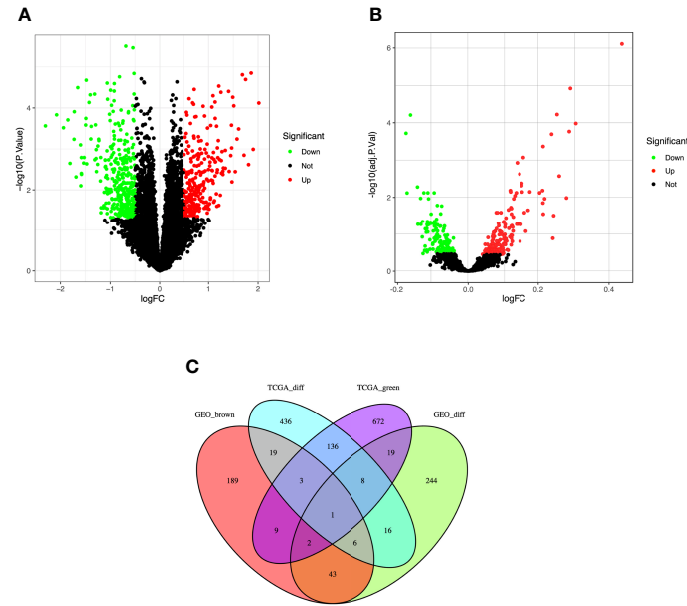 A
−log10(P.Value)
4
2
0
−2
−1
0
1
2
logFC
Significant
Down
Not
Up
B
-log10(adj.P.Val)
6
4
2
0
-0.2
0.0
0.2
0.4
Significant
Down
Up
Not
C
TCGA_diff
TCGA_green
GEO_brown
GEO_diff
436
672
19
136
19
189
3
8
244
1
9
2
6
16
43